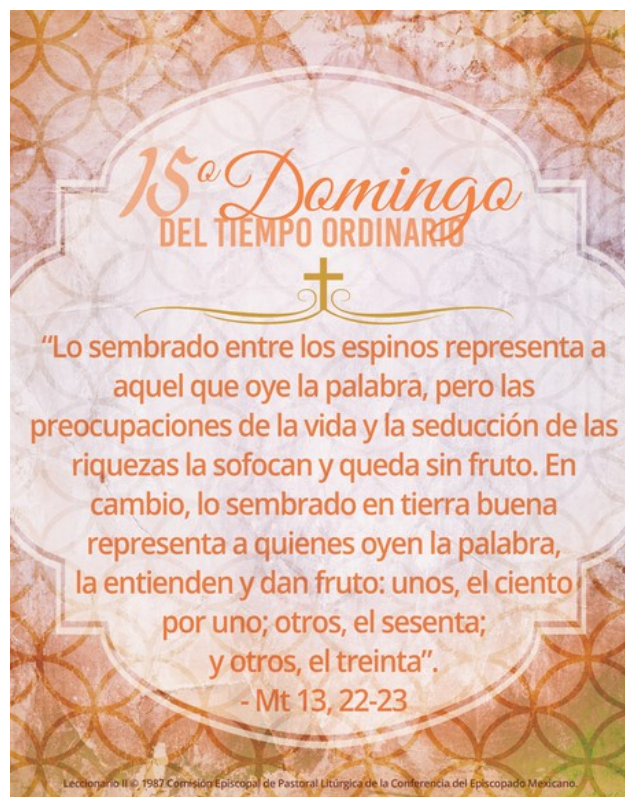 15º Domingo
DEL TIEMPO ORDINARIO
“Lo sembrado entre los espinos representa a
aquel que oye la palabra, pero las
preocupaciones de la vida y la seducción de las
riquezas la sofocan y queda sin fruto. En
cambio, lo sembrado en tierra buena
representa a quienes oyen la palabra,
la entienden y dan fruto: unos, el ciento
por uno; otros, el sesenta;
y otros, el treinta”.
- Mt 13, 22-23
Leccionario II © 1987 Comisión Episcopal de Pastoral Litúrgica de la Conferencia del Episcopado Mexicano.